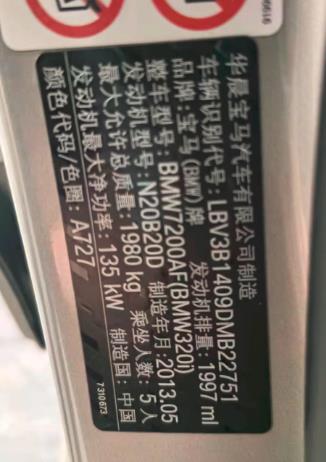 华晨宝马汽车有限公司制造
车辆识别代号：LBV3B1409DMB22751
品牌：宝马(BMW)牌 发动机排量：1997 ml
整车型号：BMW7200AF(BMW320i)
发动机型号：N20B20D 制造年月：2013.05
最大允许总质量：1980 kg 乘坐人数：5人
发动机最大净功率：135 kW 制造国：中国
颜色代码/色圈：A727
7310673